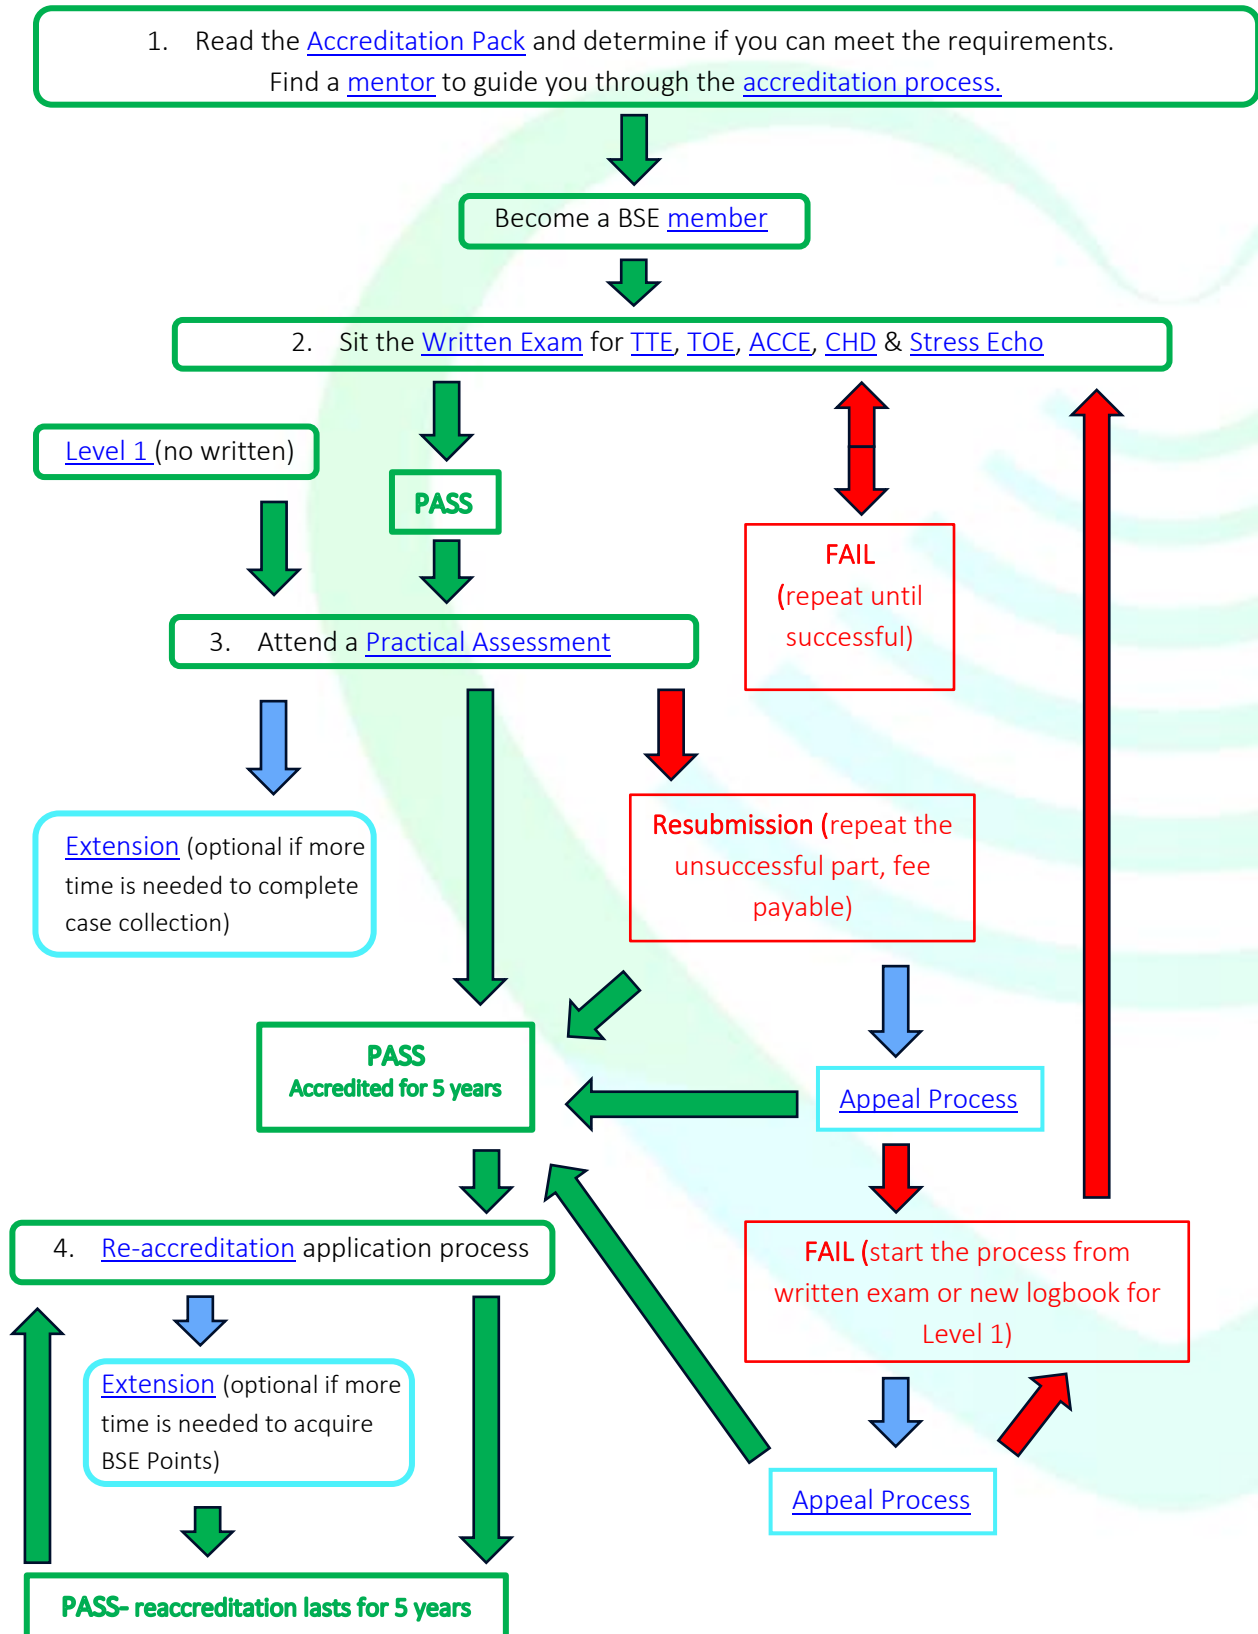 1. Read the Accreditation Pack and determine if you can meet the requirements.
Find a mentor to guide you through the accreditation process.
Become a BSE member
2. Sit the Written Exam for TTE, TOE, ACCE, CHD & Stress Echo
Level 1 (no written)
PASS
FAIL
(repeat until
successful)
3. Attend a Practical Assessment
Extension (optional if more
time is needed to complete
case collection)
Resubmission (repeat the
unsuccessful part, fee
payable)
PASS
Accredited for 5 years
Appeal Process
4. Re-accreditation application process
FAIL (start the process from
written exam or new logbook for
Level 1)
Extension (optional if more
time is needed to acquire
BSE Points)
Appeal Process
PASS- reaccreditation lasts for 5 years